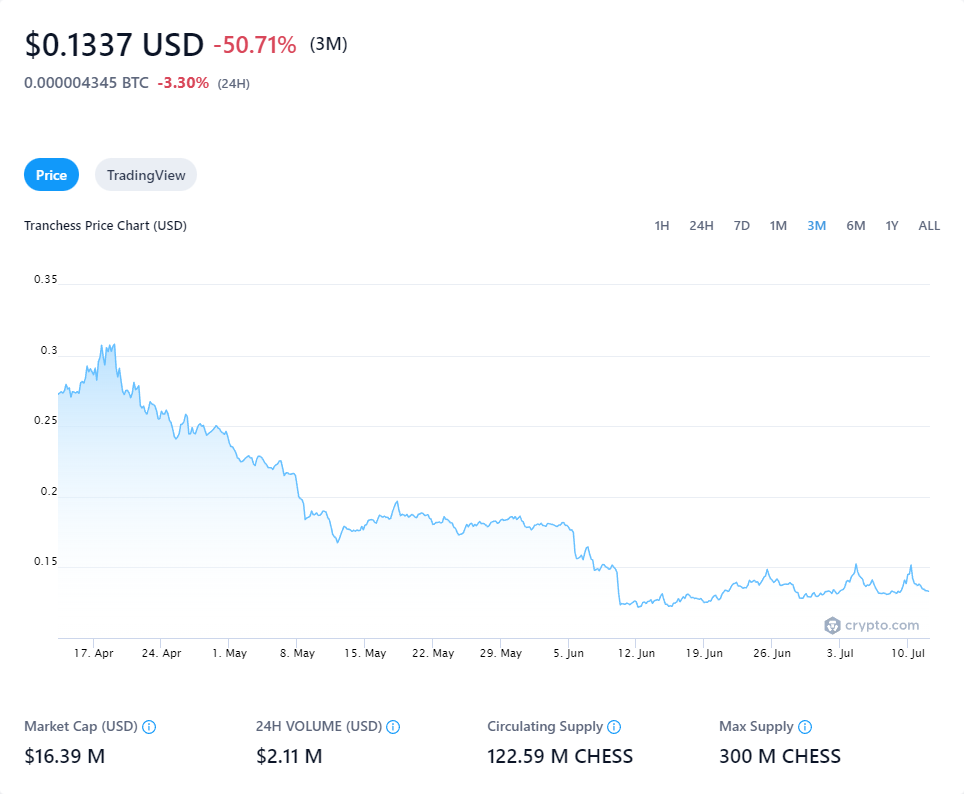 $0.1337 USD -50.71% (3M)
0.000004345 BTC -3.30% (24H)
Price TradingView
Tranchess Price Chart (USD) 1H 24H 7D 1M 3M 6M 1Y ALL
0.35
0.3
0.25
0.2
0.15
crypto.com
17. Apr 24. Apr 1. May 8. May 15. May 22. May 29. May 5. Jun 12. Jun 19. Jun 26. Jun 3. Jul 10. Jul
Market Cap (USD) 24H VOLUME (USD) Circulating Supply Max Supply
$16.39 M $2.11 M 122.59 M CHESS 300 M CHESS